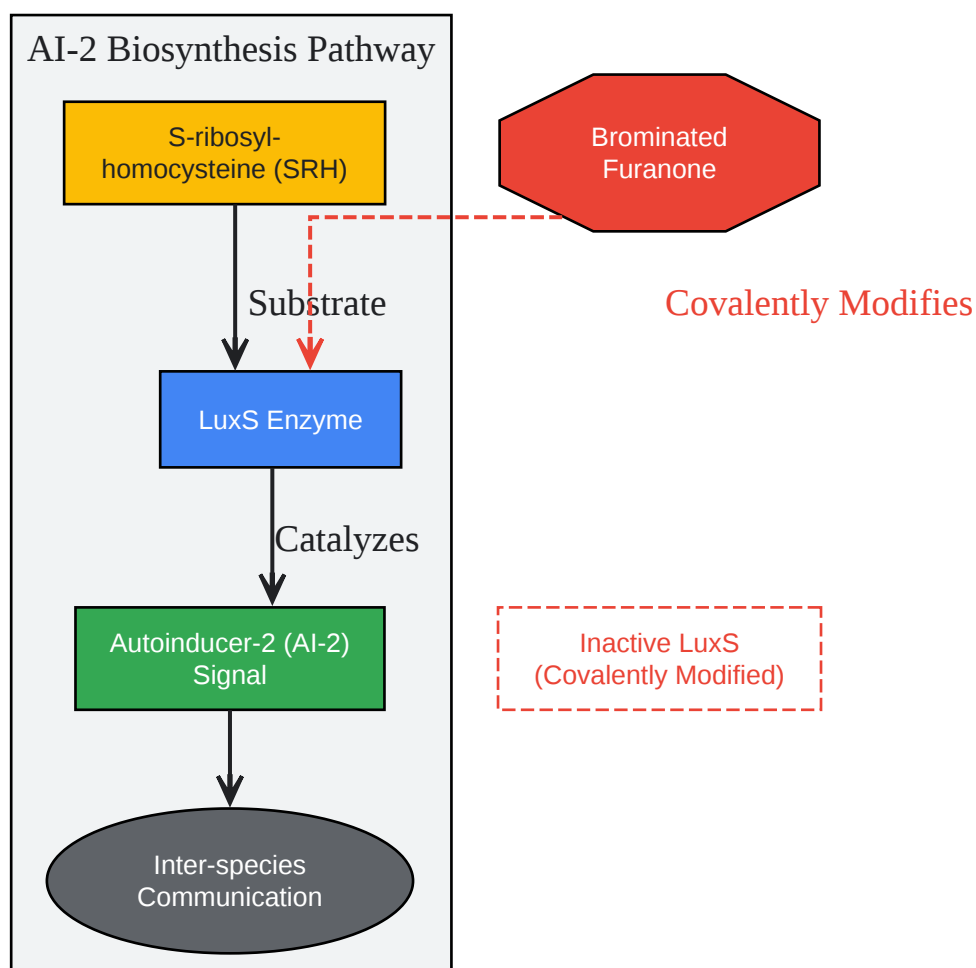 AI-2 Biosynthesis Pathway
S-ribosyl-
homocysteine (SRH)
Brominated
Furanone
Substrate
Covalently Modifies
LuxS Enzyme
Catalyzes
Autoinducer-2 (AI-2)
Signal
Inactive LuxS
(Covalently Modified)
Inter-species
Communication